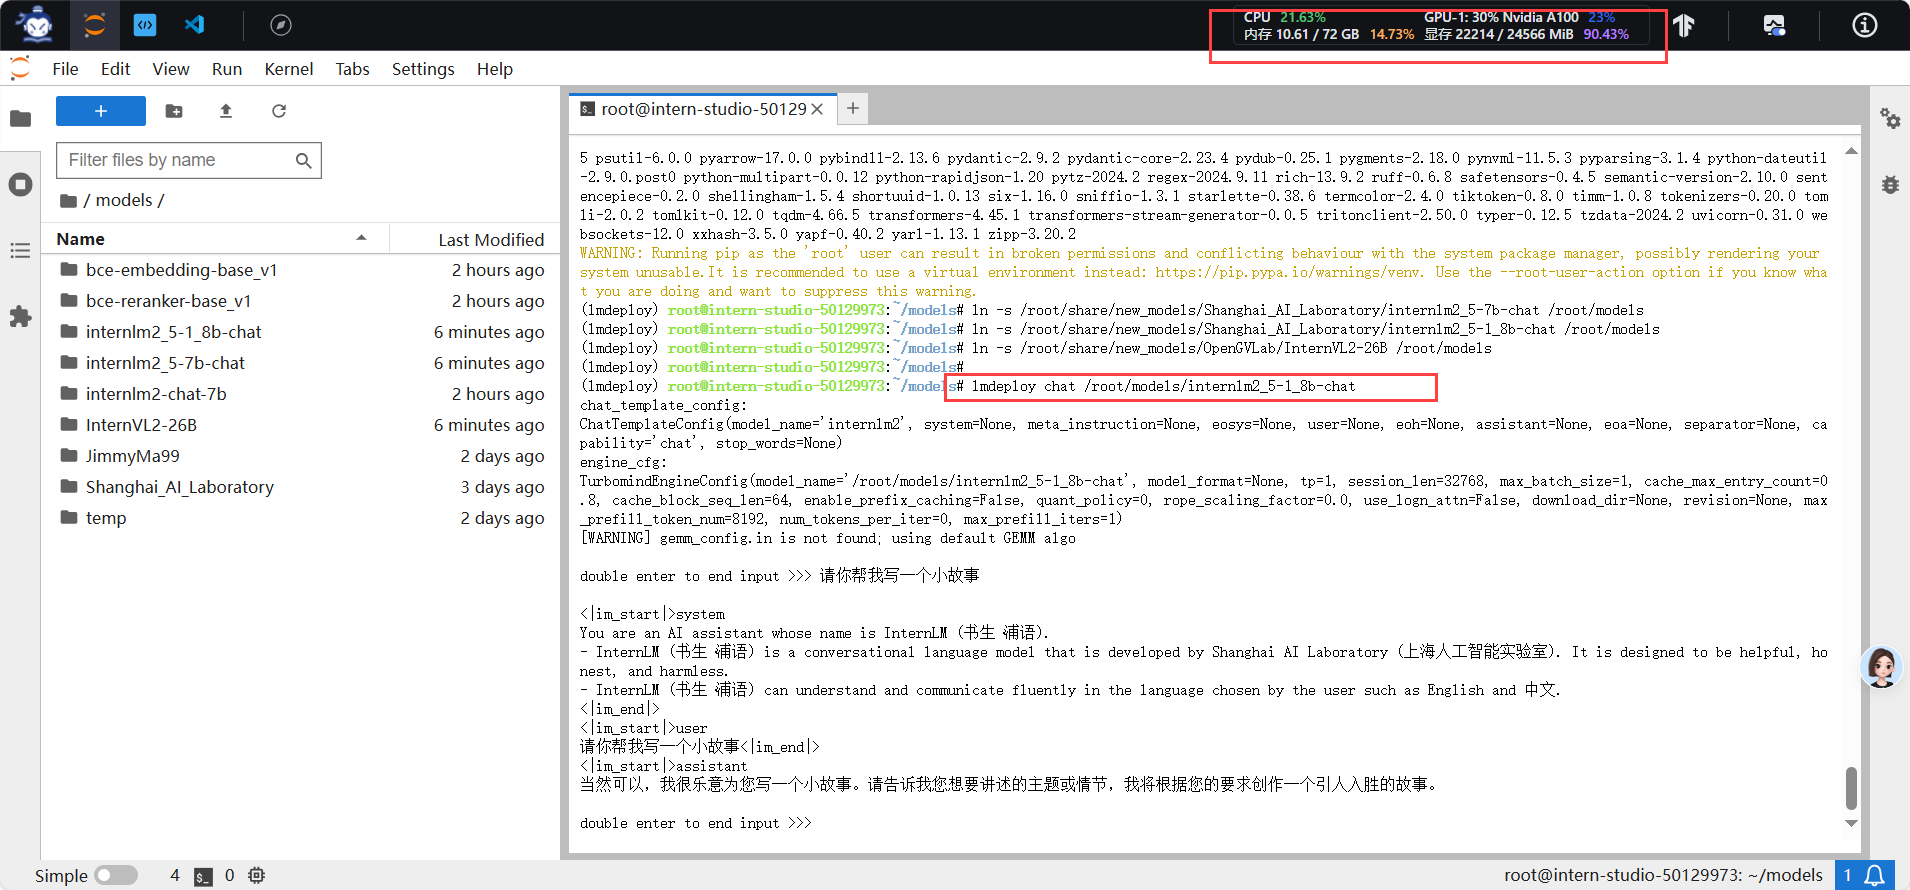 CPU 21.63% GPU-1: 30% Nvidia A100 23%
内存 10.61 / 72 GB 14.73% 显存 22214 / 24566 MiB 90.43%
File Edit View Run Kernel Tabs Settings Help
+
root@intern-studio-50129
Filter files by name
/ models /
Name Last Modified
bce-embedding-base_v1 2 hours ago
bce-reranker-base_v1 2 hours ago
internlm2_5-1_8b-chat 6 minutes ago
internlm2_5-7b-chat 6 minutes ago
internlm2-chat-7b 2 hours ago
InternVL2-26B 6 minutes ago
JimmyMa99 2 days ago
Shanghai_AI_Laboratory 3 days ago
temp 2 days ago
5 psutil-6.0.0 pyarrow-17.0.0 pybind11-2.13.6 pydantic-2.9.2 pydantic-core-2.23.4 pydub-0.25.1 pygments-2.18.0 pynvml-11.5.3 pyparsing-3.1.4 python-dateutil
-2.9.0.post0 python-multipart-0.0.12 python-rapidjson-1.20 pytz-2024.2 regex-2024.9.11 rich-13.9.2 ruff-0.6.8 safetensors-0.4.5 semantic-version-2.10.0 sent
encepiece-0.2.0 shellingham-1.5.4 shortuuid-1.0.13 six-1.16.0 sniffio-1.3.1 starlette-0.38.6 termcolor-2.4.0 tiktoken-0.8.0 timm-1.0.8 tokenizers-0.20.0 tom
li-2.0.2 tomlkit-0.12.0 tqdm-4.66.5 transformers-4.45.1 transformers-stream-generator-0.0.5 tritonclient-2.50.0 typer-0.12.5 tzdata-2024.2 uvicorn-0.31.0 we
bsockets-12.0 xxhash-3.5.0 yapf-0.40.2 yarl-1.13.1 zipp-3.20.2
WARNING: Running pip as the 'root' user can result in broken permissions and conflicting behaviour with the system package manager, possibly rendering your
system unusable.It is recommended to use a virtual environment instead: https://pip.pypa.io/warnings/venv. Use the --root-user-action option if you know wha
t you are doing and want to suppress this warning.
(lmdeploy) root@intern-studio-50129973:~/models# ln -s /root/share/new_models/Shanghai_AI_Laboratory/internlm2_5-7b-chat /root/models
(lmdeploy) root@intern-studio-50129973:~/models# ln -s /root/share/new_models/Shanghai_AI_Laboratory/internlm2_5-1_8b-chat /root/models
(lmdeploy) root@intern-studio-50129973:~/models# ln -s /root/share/new_models/OpenGVLab/InternVL2-26B /root/models
(lmdeploy) root@intern-studio-50129973:~/models#
(lmdeploy) root@intern-studio-50129973:~/models# lmdeploy chat /root/models/internlm2_5-1_8b-chat
chat_template_config:
ChatTemplateConfig(model_name='internlm2', system=None, meta_instruction=None, eosys=None, user=None, eoh=None, assistant=None, eoa=None, separator=None, ca
pability='chat', stop_words=None)
engine_cfg:
TurbomindEngineConfig(model_name='/root/models/internlm2_5-1_8b-chat', model_format=None, tp=1, session_len=32768, max_batch_size=1, cache_max_entry_count=0
.8, cache_block_seq_len=64, enable_prefix_caching=False, quant_policy=0, rope_scaling_factor=0.0, use_logn_attn=False, download_dir=None, revision=None, max
_prefill_token_num=8192, num_tokens_per_iter=0, max_prefill_iters=1)
[WARNING] gemm_config.in is not found; using default GEMM algo
double enter to end input >>> 请你帮我写一个小故事
<|im_start|>system
You are an AI assistant whose name is InternLM (书生·浦语).
- InternLM (书生·浦语) is a conversational language model that is developed by Shanghai AI Laboratory (上海人工智能实验室). It is designed to be helpful, ho
nest, and harmless.
- InternLM (书生·浦语) can understand and communicate fluently in the language chosen by the user such as English and 中文.
<|im_end|>
<|im_start|>user
请你帮我写一个小故事<|im_end|>
<|im_start|>assistant
当然可以，我很乐意为您写一个小故事。请告诉我您想要讲述的主题或情节，我将根据您的要求创作一个引人入胜的故事。
double enter to end input >>>
Simple 4 0 root@intern-studio-50129973: ~/models 1